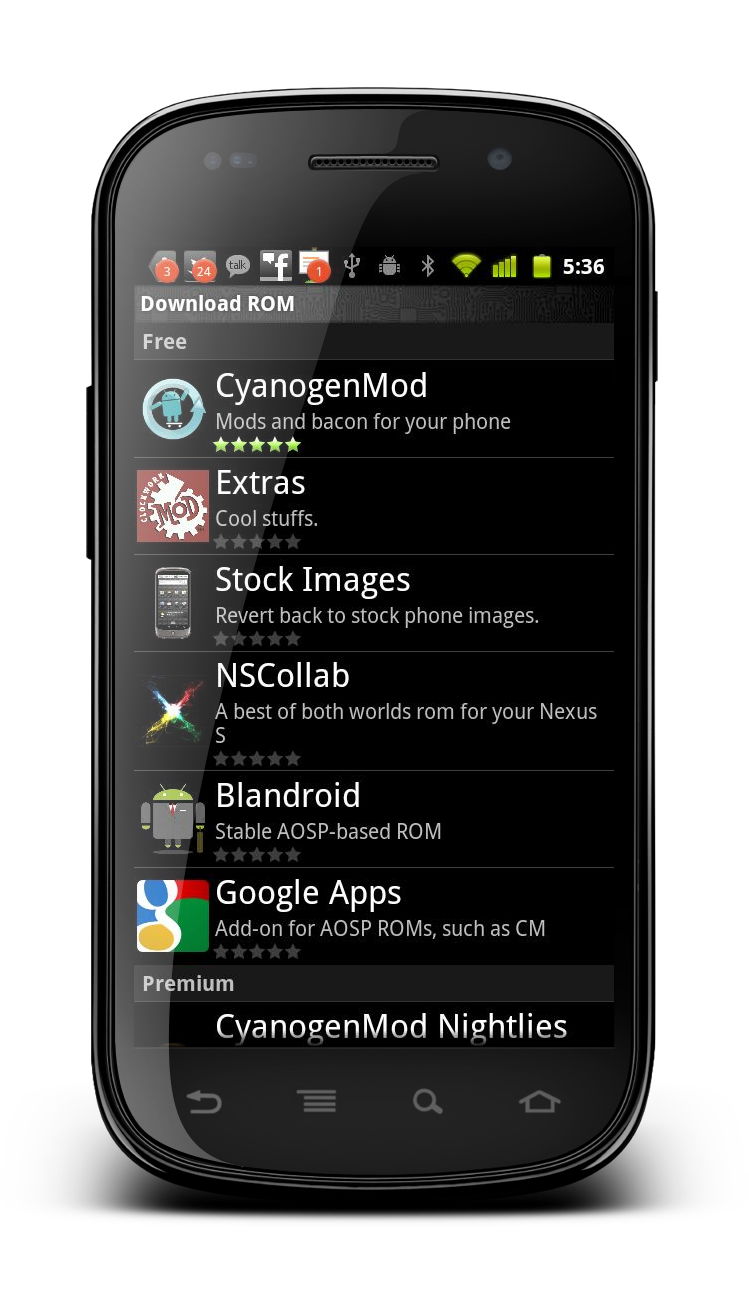 3 24 talk f 1 5:36
Download ROM
Free
CyanogenMod
Mods and bacon for your phone
CLOCKWORK
MOD
Extras
Cool stuffs.
Stock Images
Revert back to stock phone images.
NSCollab
A best of both worlds rom for your Nexus
S
Blandroid
Stable AOSP-based ROM
g
Google Apps
Add-on for AOSP ROMs, such as CM
Premium
CyanogenMod Nightlies